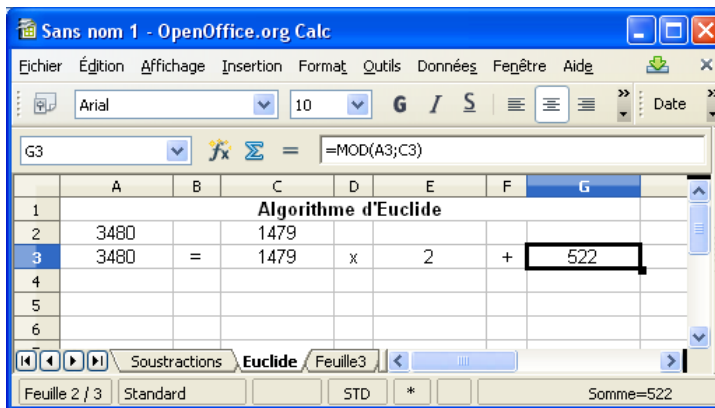 Sans nom 1 - OpenOffice.org Calc
Fichier Édition Affichage Insertion Format Outils Données Fenêtre Aide
Arial 10 G I S Date
G3 =MOD(A3;C3)
A B C D E F G
1 Algorithme d'Euclide
2 3480 1479
3 3480 = 1479 x 2 + 522
4
5
6
Soustractions Euclide Feuille3
Feuille 2 / 3 Standard STD * Somme=522